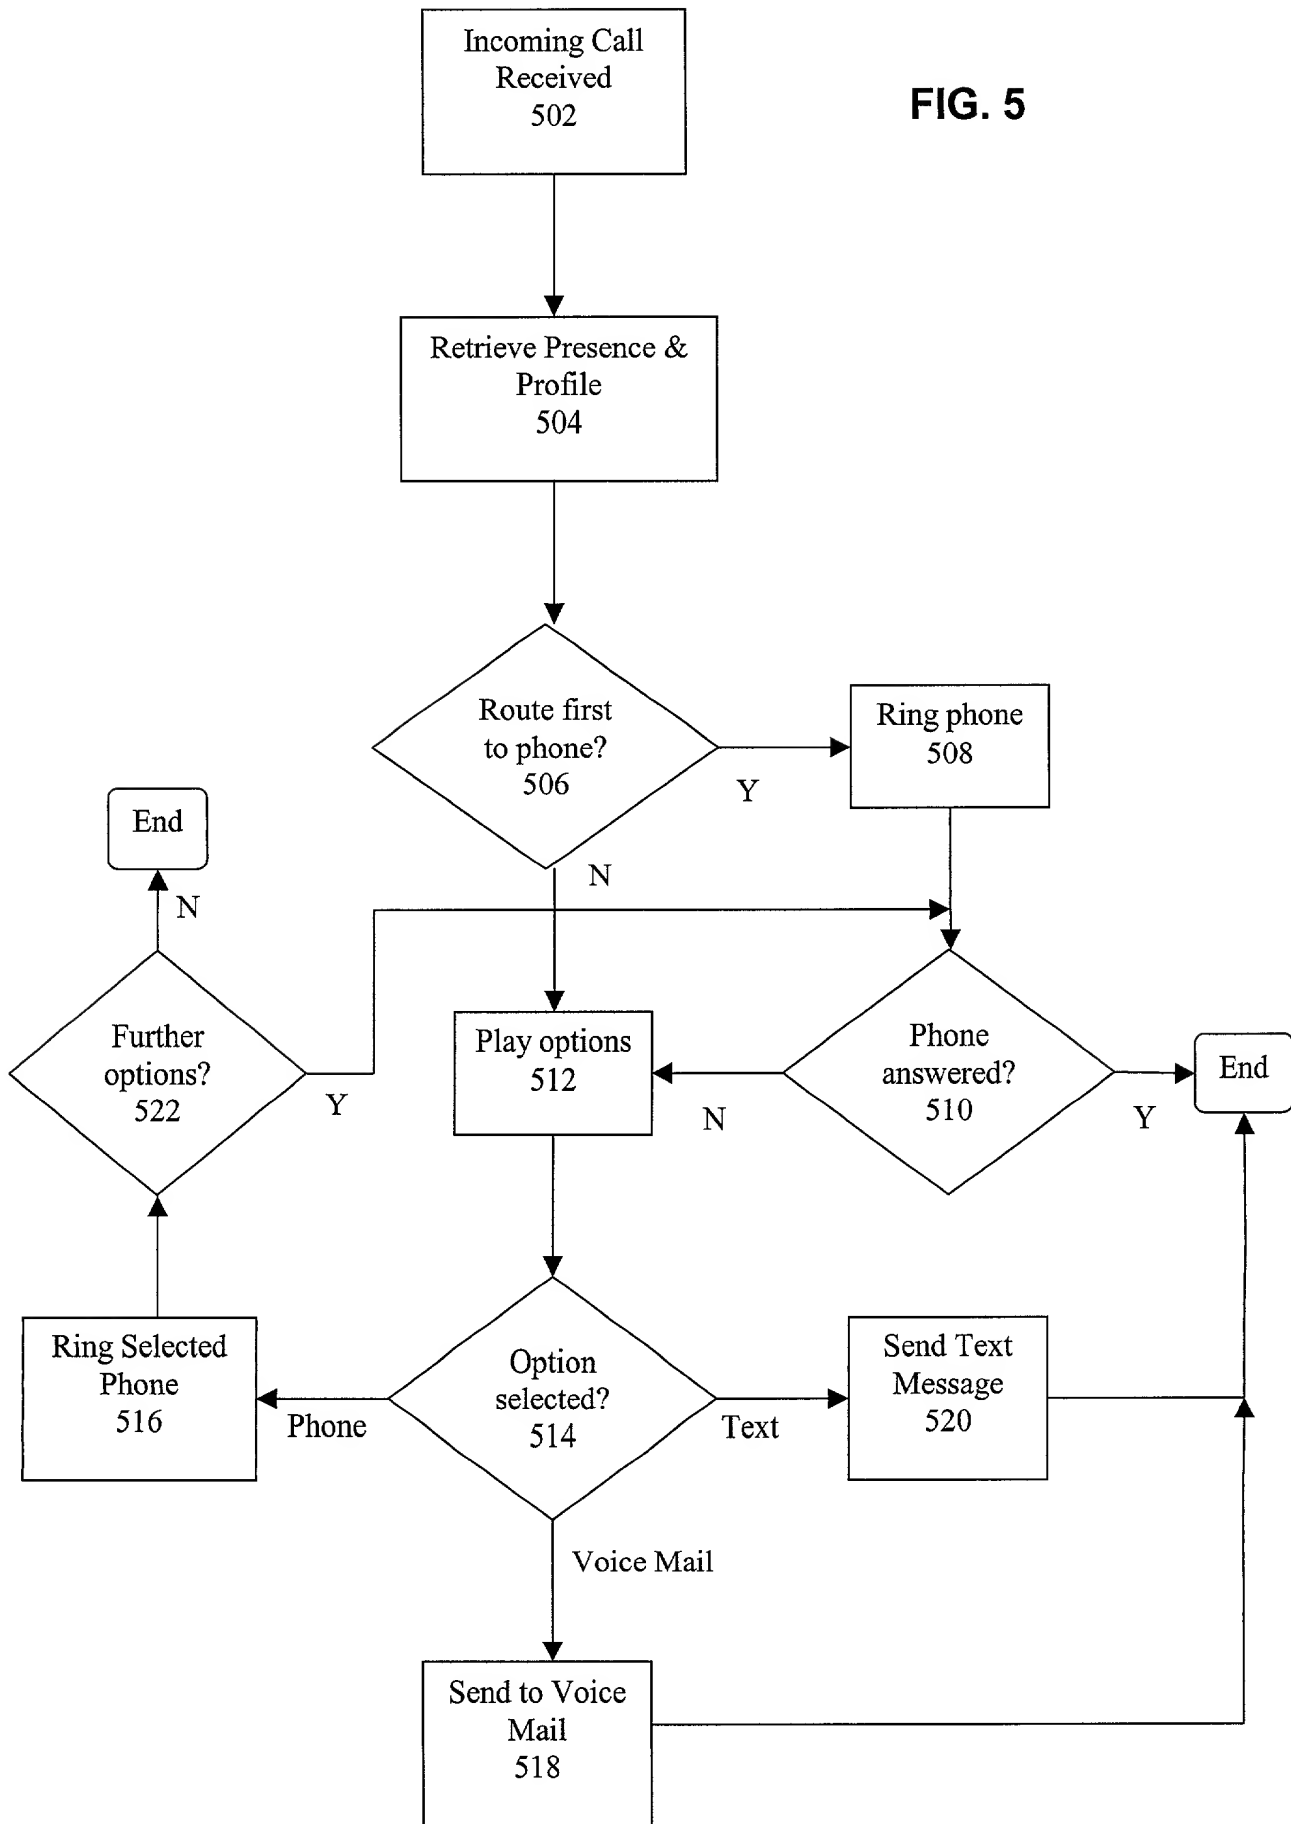 Incoming Call
Received
502
FIG. 5
Retrieve Presence &
Profile
504
Route first
to phone?
506
Y
Ring phone
508
End
N
N
Further
options?
522
Y
Play options
512
N
Phone
answered?
510
Y
End
Ring Selected
Phone
516
Phone
Option
selected?
514
Text
Send Text
Message
520
Voice Mail
Send to Voice
Mail
518